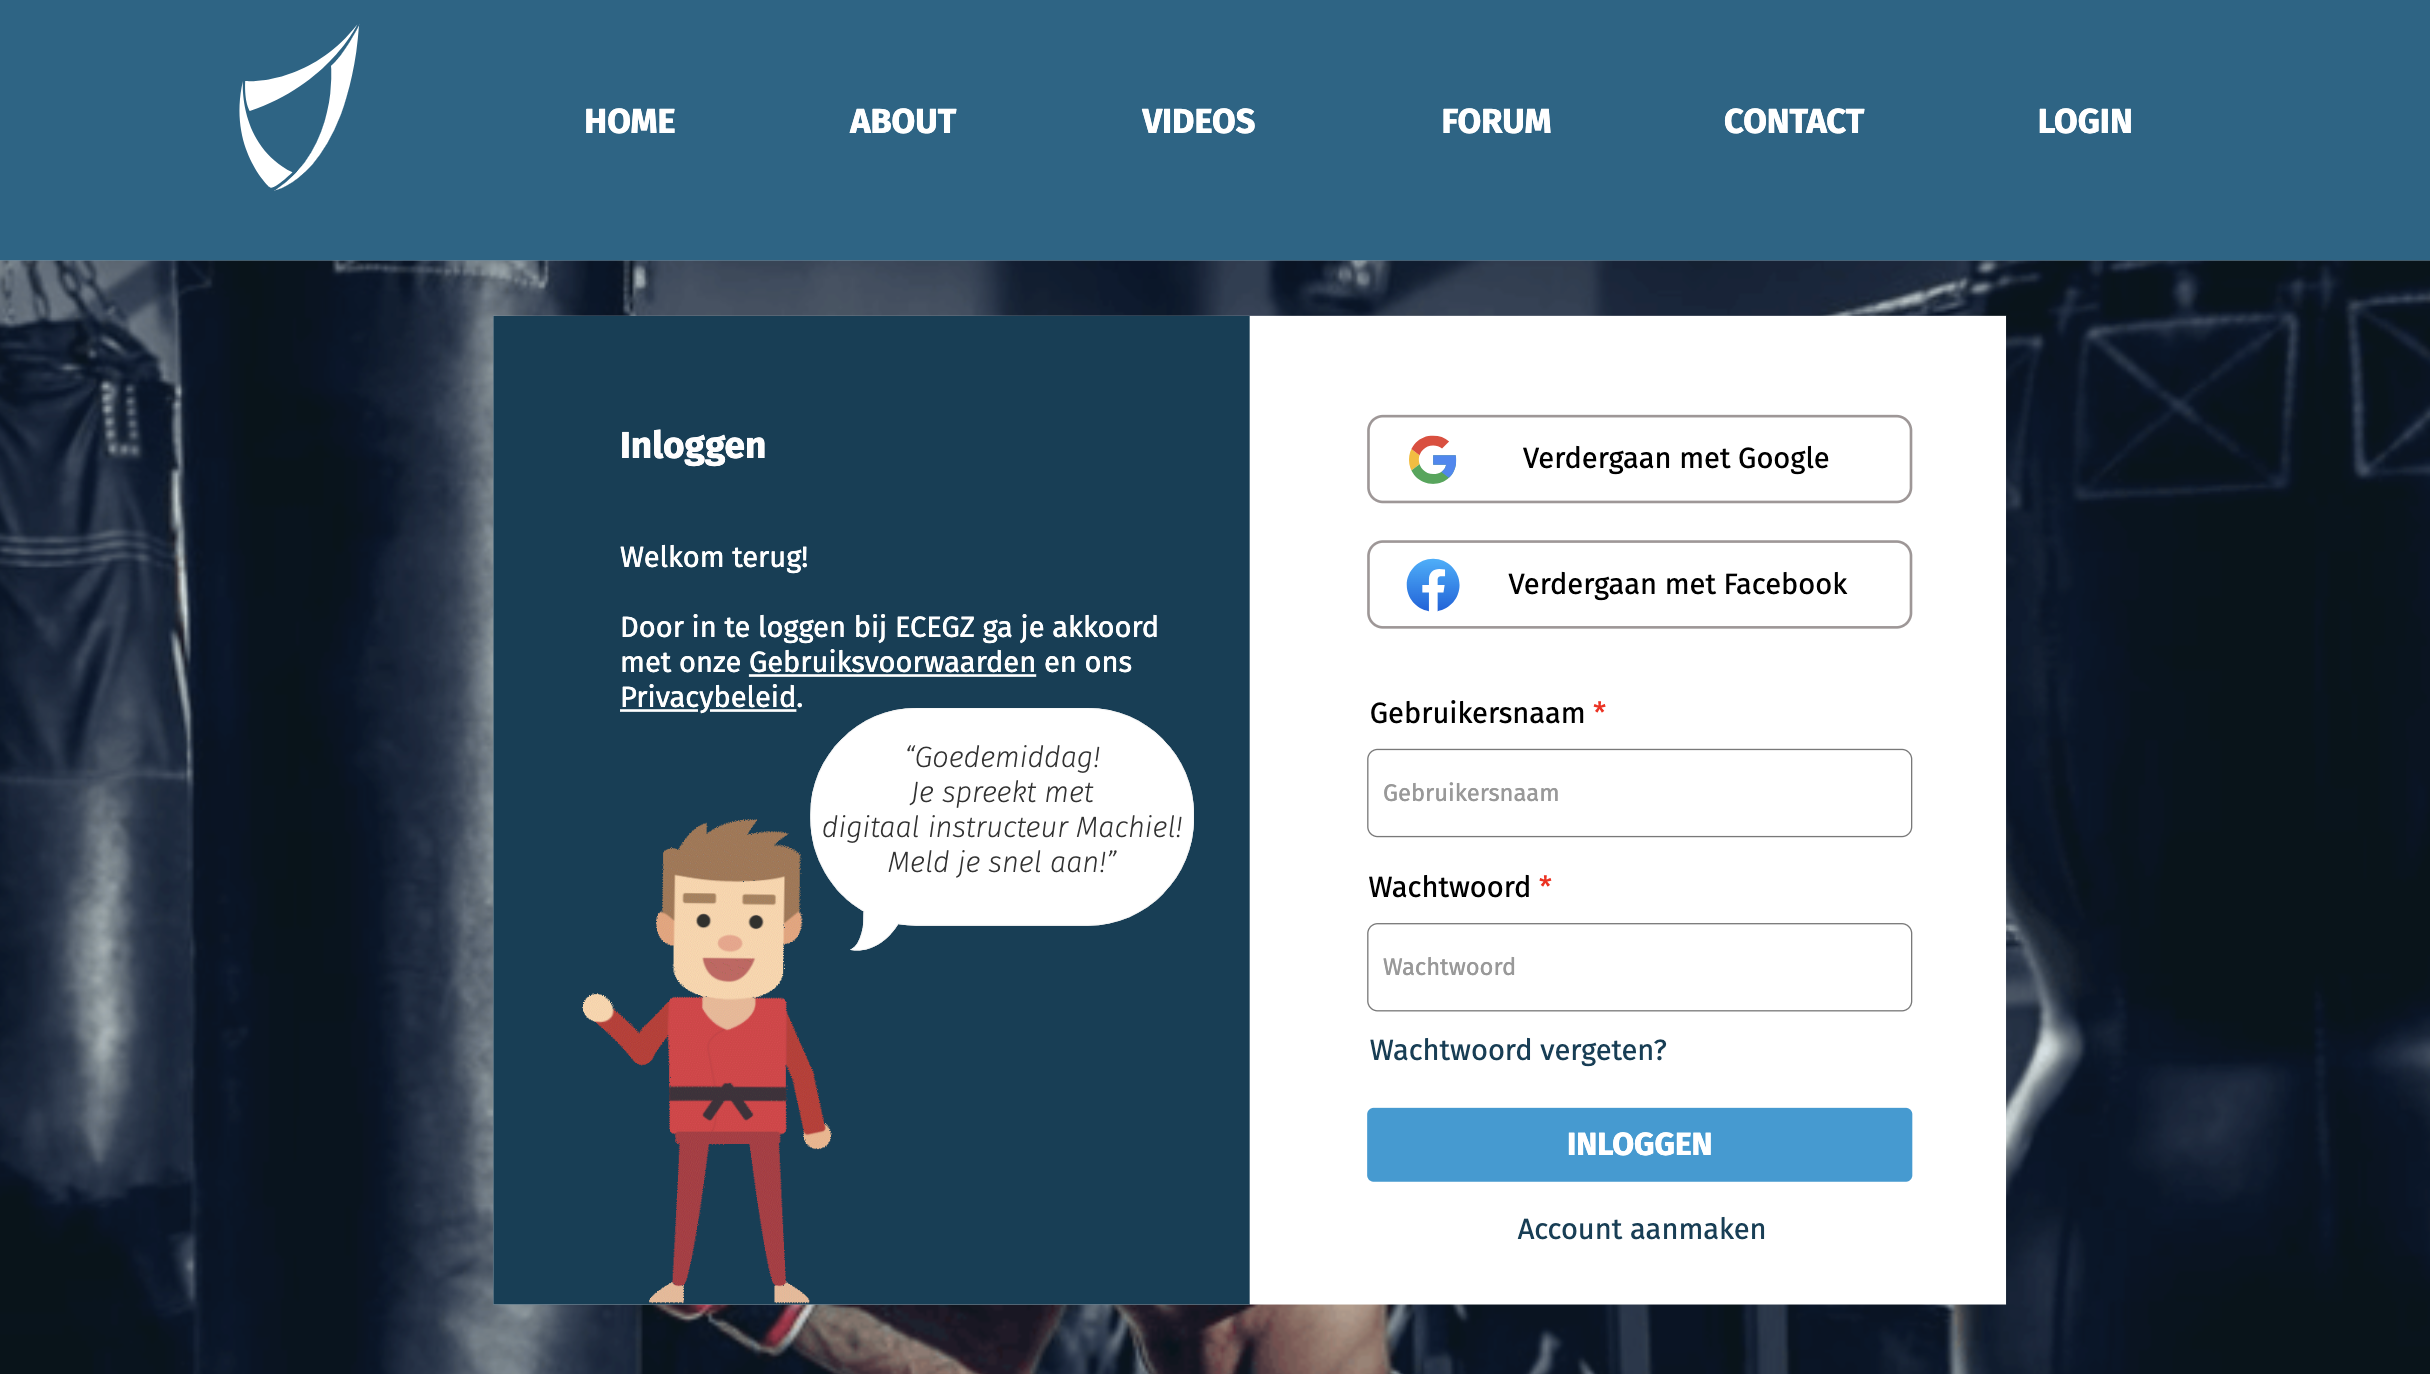 HOME ABOUT VIDEOS FORUM CONTACT LOGIN
Inloggen
Welkom terug!
Door in te loggen bij ECEGZ ga je akkoord
met onze Gebruiksvoorwaarden en ons
Privacybeleid.
“Goedemiddag!
Je spreekt met
digitaal instructeur Machiel!
Meld je snel aan!”
Verdergaan met Google
Verdergaan met Facebook
Gebruikersnaam *
Gebruikersnaam
Wachtwoord *
Wachtwoord
Wachtwoord vergeten?
INLOGGEN
Account aanmaken